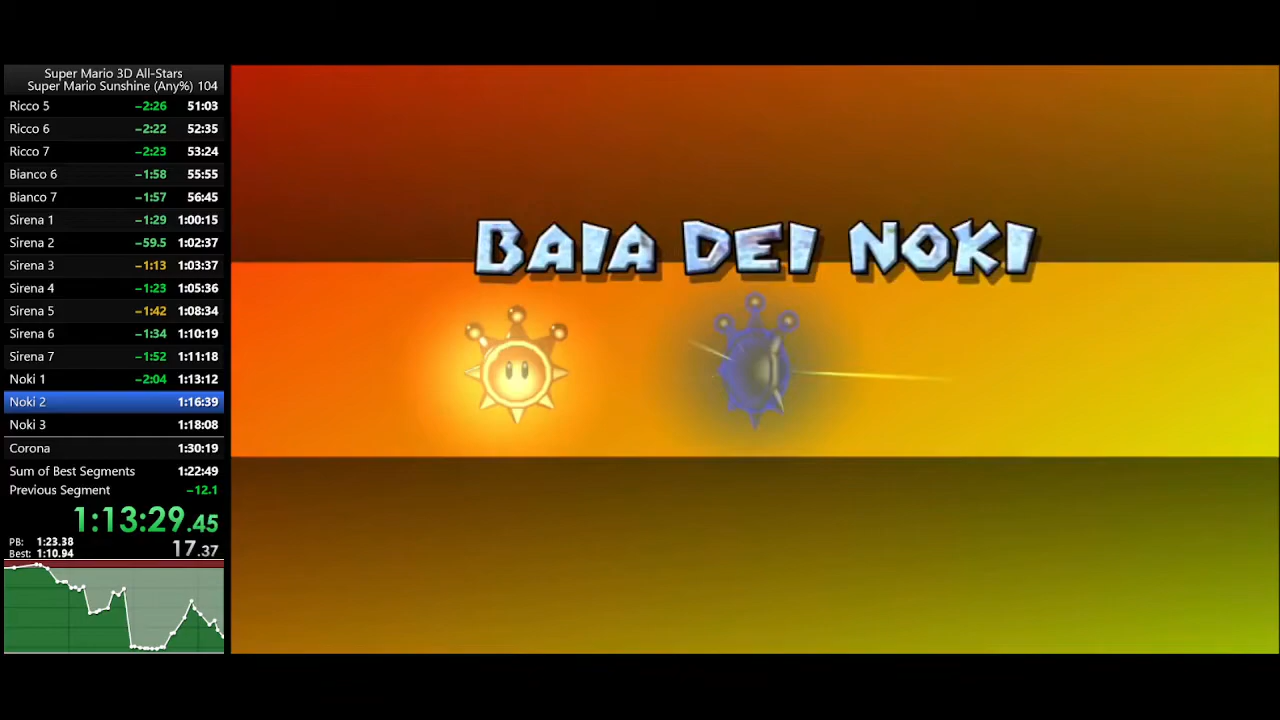 Super Mario 3D All-Stars
Super Mario Sunshine (Any%) 104
Ricco 5 −2:26 51:03
Ricco 6 −2:22 52:35
Ricco 7 −2:23 53:24
Bianco 6 −1:58 55:55
Bianco 7 −1:57 56:45
Sirena 1 −1:29 1:00:15
Sirena 2 −59.5 1:02:37
Sirena 3 −1:13 1:03:37
Sirena 4 −1:23 1:05:36
Sirena 5 −1:42 1:08:34
Sirena 6 −1:34 1:10:19
Sirena 7 −1:52 1:11:18
Noki 1 −2:04 1:13:12
Noki 2 1:16:39
Noki 3 1:18:08
Corona 1:30:19
Sum of Best Segments 1:22:49
Previous Segment −12.1
1:13:29.45
PB: 1:23.38
Best: 1:10.94
17.37
BAIA DEI NOKI